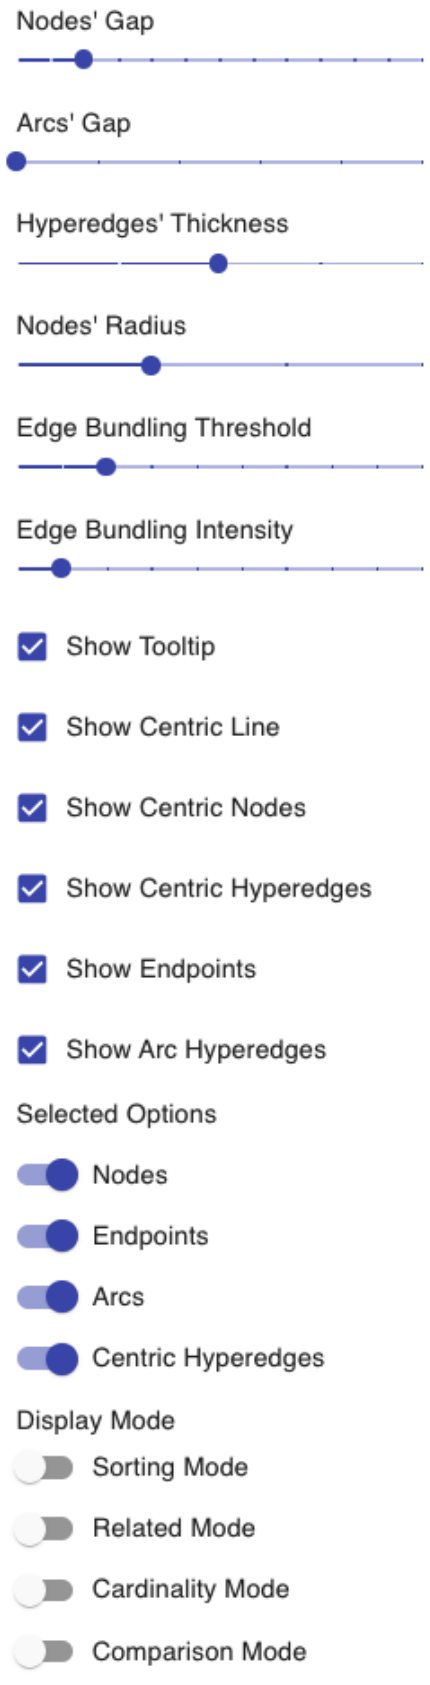 Nodes' Gap
Arcs' Gap
Hyperedges' Thickness
Nodes' Radius
Edge Bundling Threshold
Edge Bundling Intensity
Show Tooltip
Show Centric Line
Show Centric Nodes
Show Centric Hyperedges
Show Endpoints
Show Arc Hyperedges
Selected Options
Nodes
Endpoints
Arcs
Centric Hyperedges
Display Mode
Sorting Mode
Related Mode
Cardinality Mode
Comparison Mode